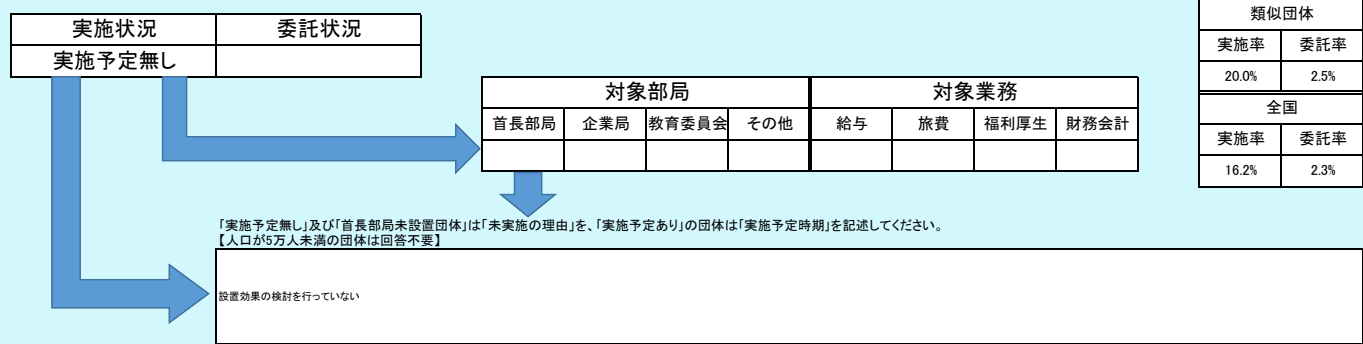 実施状況 委託状況
実施予定無し
類似団体
実施率 委託率
20.0% 2.5%
全国
実施率 委託率
16.2% 2.3%
対象部局 対象業務
首長部局 企業局 教育委員会 その他 給与 旅費 福利厚生 財務会計
「実施予定無し」及び「首長部局未設置団体」は「未実施の理由」を、「実施予定あり」の団体は「実施予定時期」を記述してください。
【人口が5万人未満の団体は回答不要】
設置効果の検討を行っていない